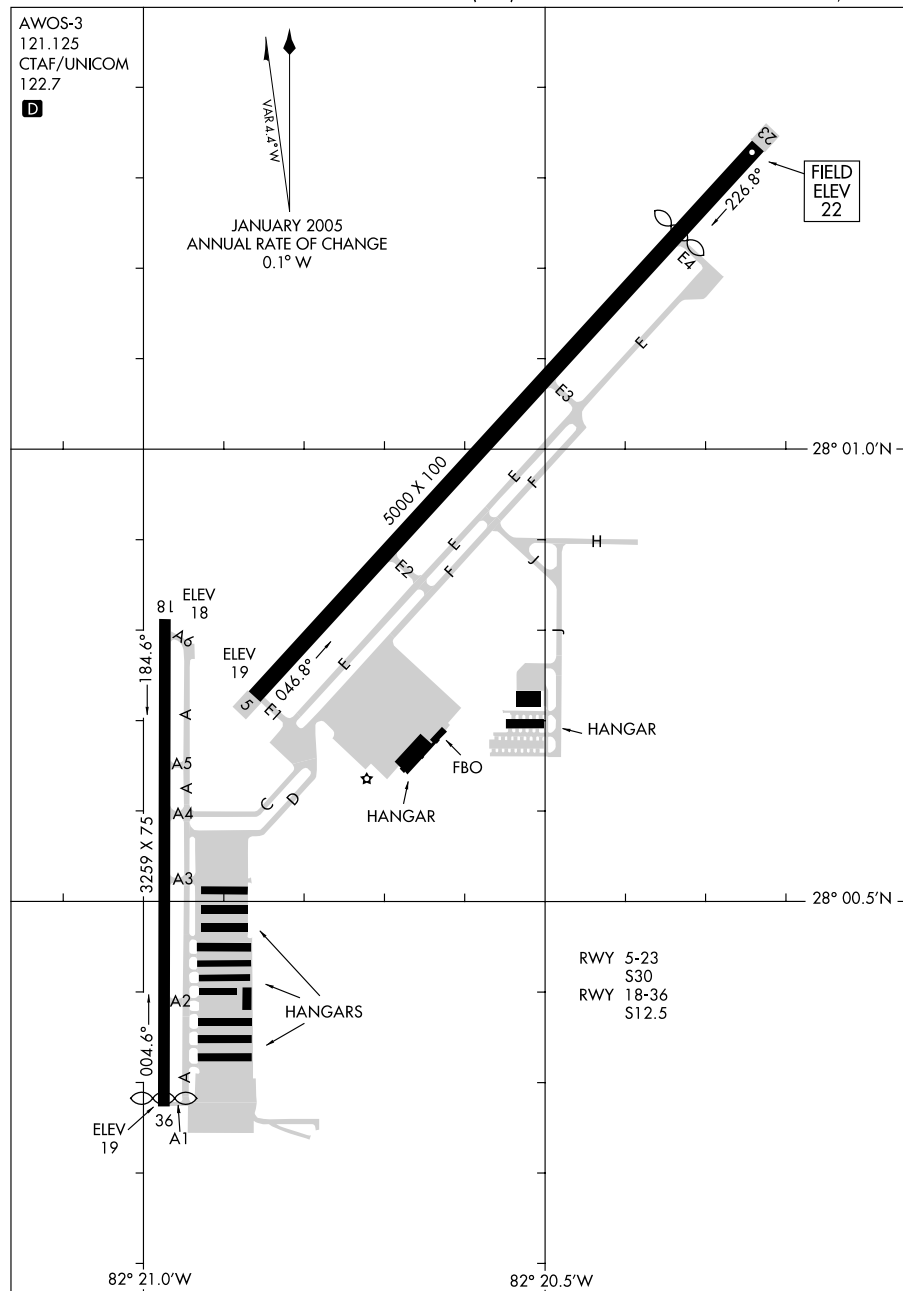 AWOS-3
121.125
CTAF/UNICOM
122.7
D
VAR 4.4° W
JANUARY 2005
ANNUAL RATE OF CHANGE
0.1° W
23
226.8°
FIELD
ELEV
22
E4
E
E3
28° 01.0'N
5000 X 100
E
F
E
F
E2
H
J
J
ELEV
18
18
A6
184.6°
ELEV
19
046.8°
E
5
E1
A
HANGAR
FBO
A5
A
C
D
HANGAR
A4
3259 X 75
A3
28° 00.5'N
RWY 5-23
S30
RWY 18-36
S12.5
A2
HANGARS
004.6°
A
ELEV
19
36
A1
82° 21.0'W
82° 20.5'W